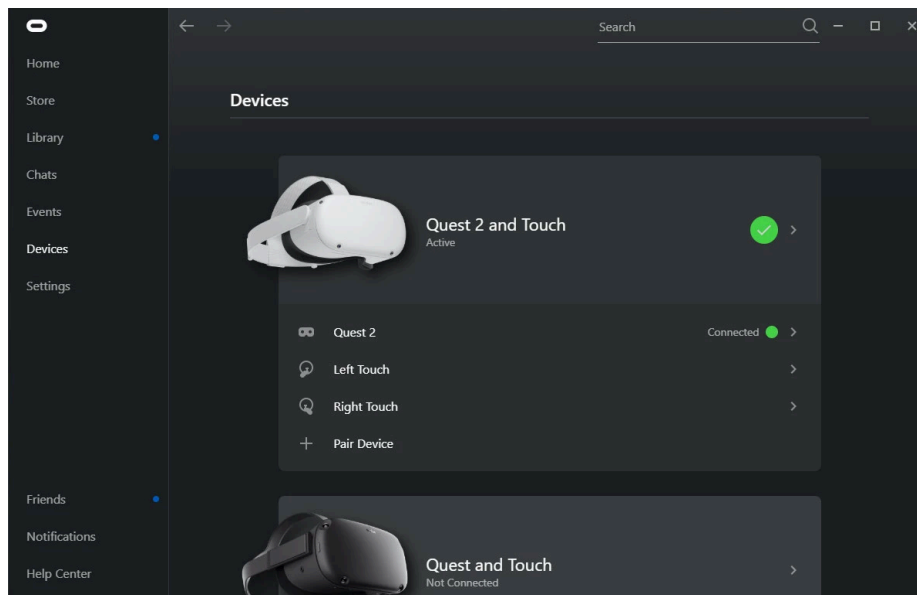 Search
Home
Store
Library
Chats
Events
Devices
Settings
Friends
Notifications
Help Center
Devices
Quest 2 and Touch
Active
Quest 2
Connected
Left Touch
Right Touch
Pair Device
Quest and Touch
Not Connected